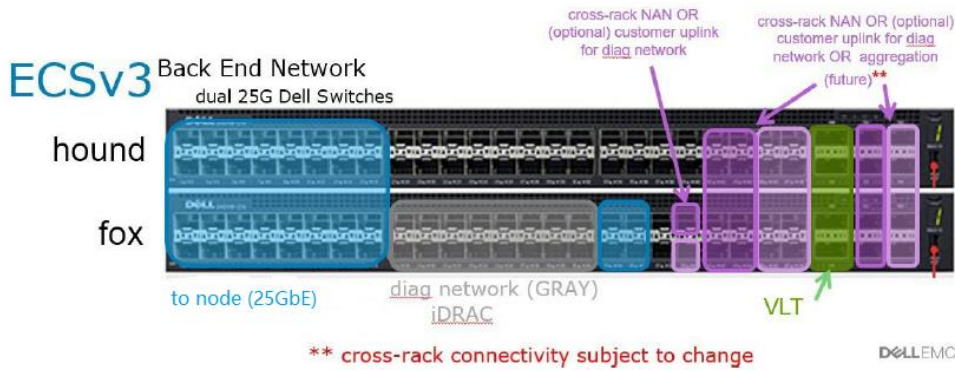 cross-rack NAN OR
(optional) customer uplink
for diag network
cross-rack NAN OR (optional)
customer uplink for diag
network OR aggregation
(future)**
ECSv3 Back End Network
dual 25G Dell Switches
hound
fox
DELL
to node (25GbE)
diag network (GRAY)
iDRAC
VLT
** cross-rack connectivity subject to change
DELLEMC